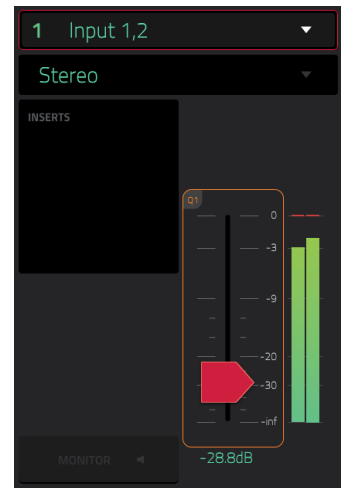 1 Input 1,2
Stereo
INSERTS
Q1
0
-3
-9
-20
-30
-inf
MONITOR
-28.8dB